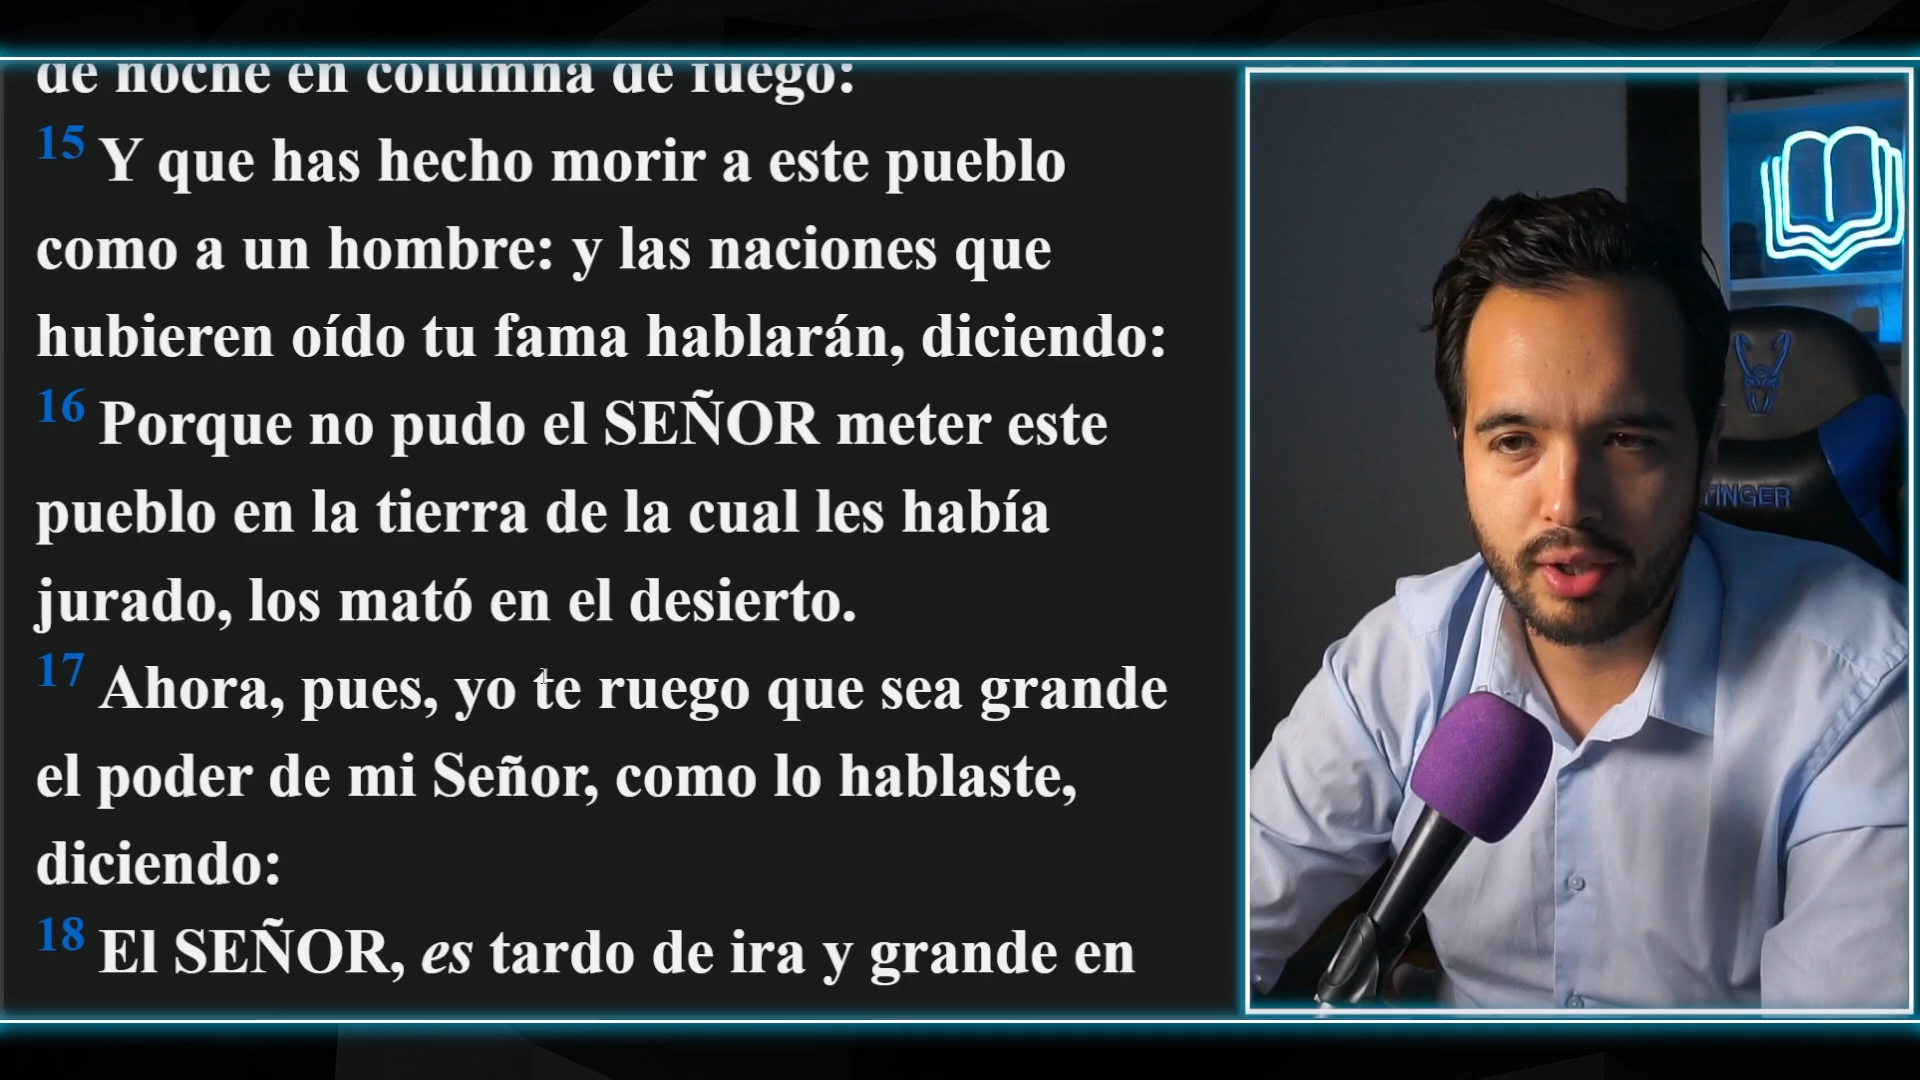 de noche en columna de fuego:
15 Y que has hecho morir a este pueblo
como a un hombre: y las naciones que
hubieren oído tu fama hablarán, diciendo:
16 Porque no pudo el SEÑOR meter este
pueblo en la tierra de la cual les había
jurado, los mató en el desierto.
17 Ahora, pues, yo te ruego que sea grande
el poder de mi Señor, como lo hablaste,
diciendo:
18 El SEÑOR, es tardo de ira y grande en